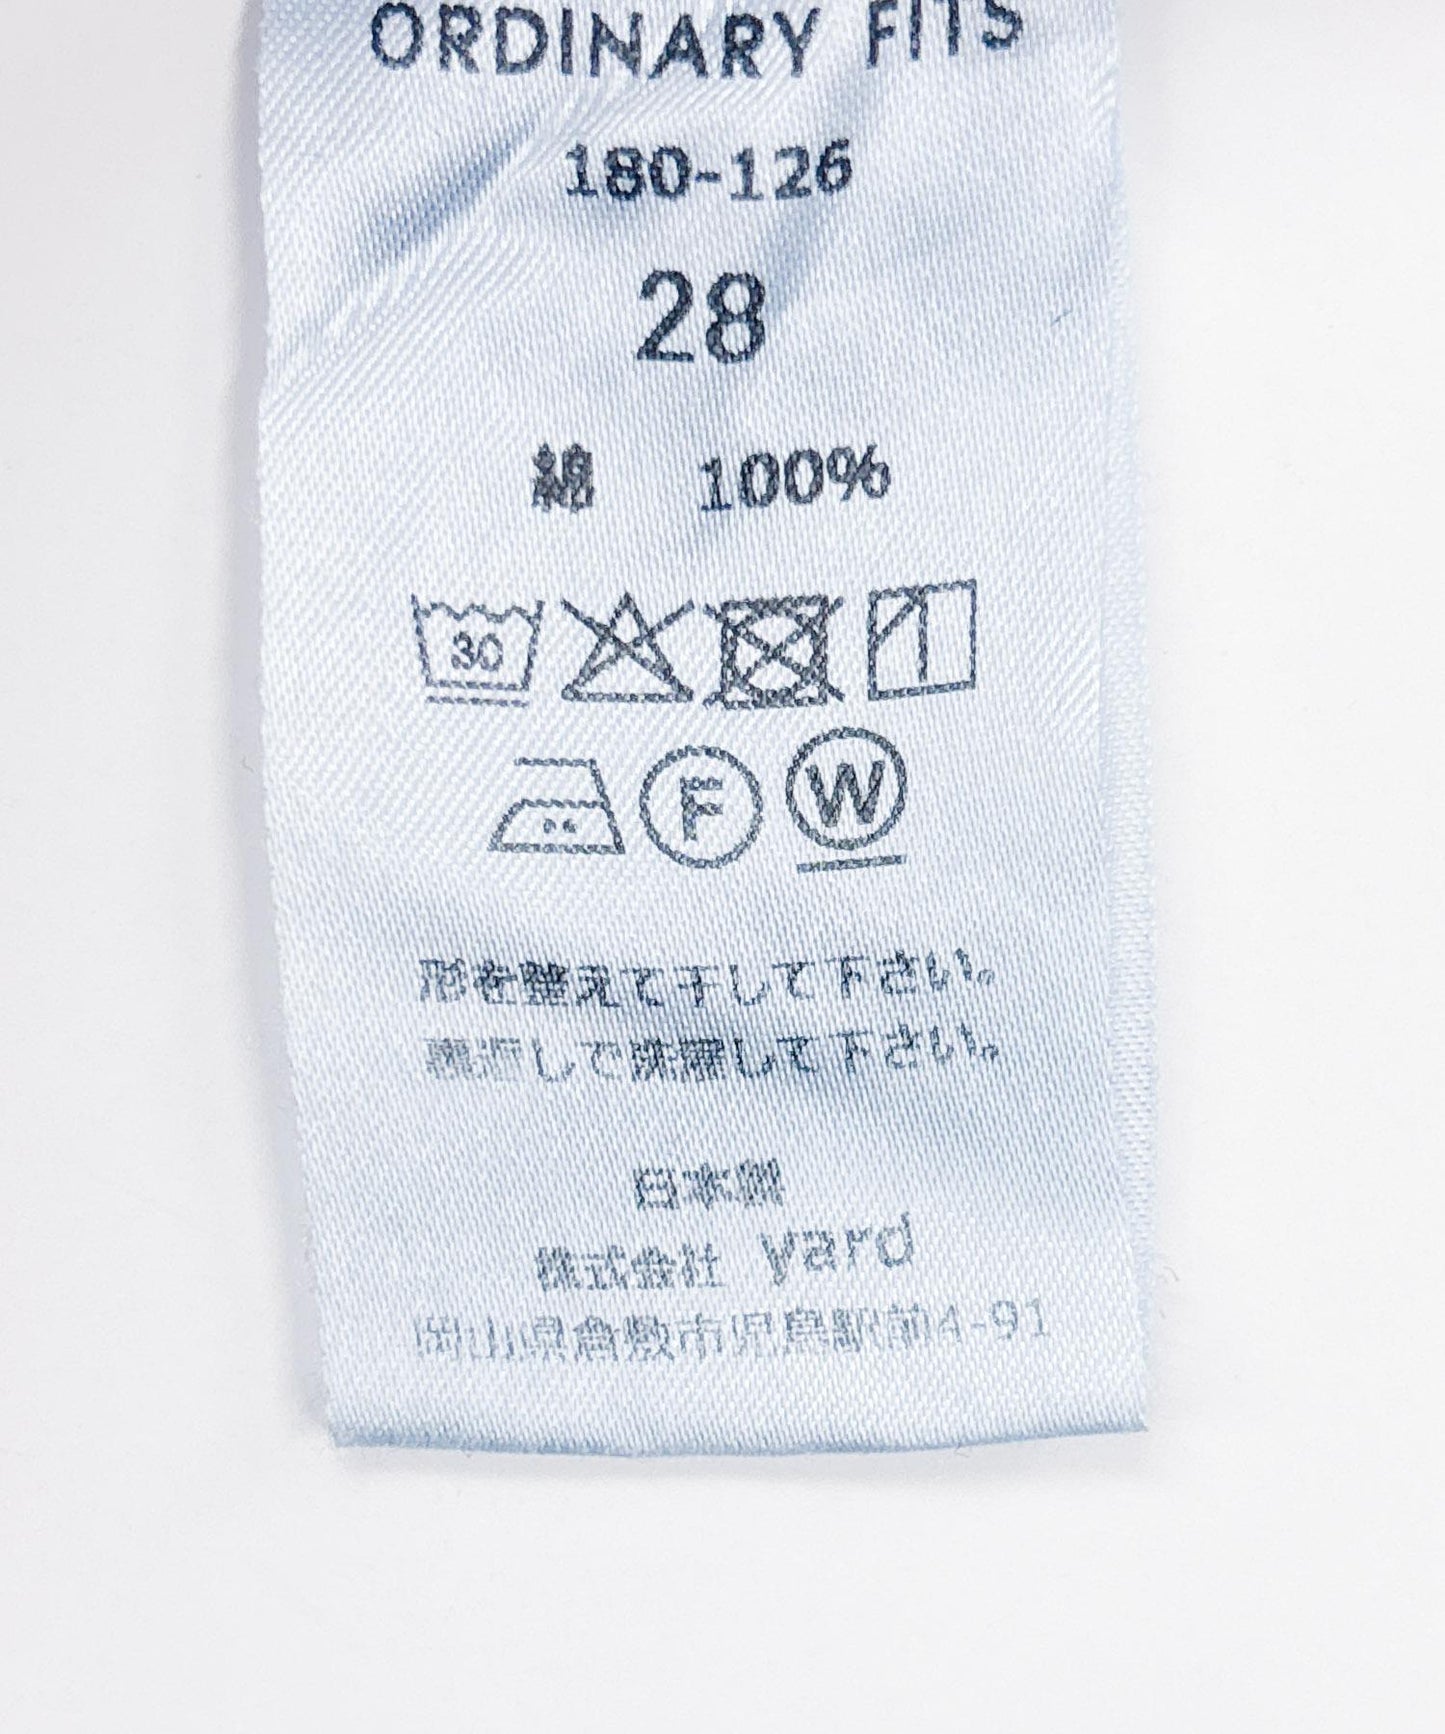 ORDINARY FITS
180-126
28
綿 100%
30
F W
形を整えて干して下さい。
裏返しで洗濯して下さい。
日本製
株式会社 yard
岡山県倉敷市児島駅前4-91